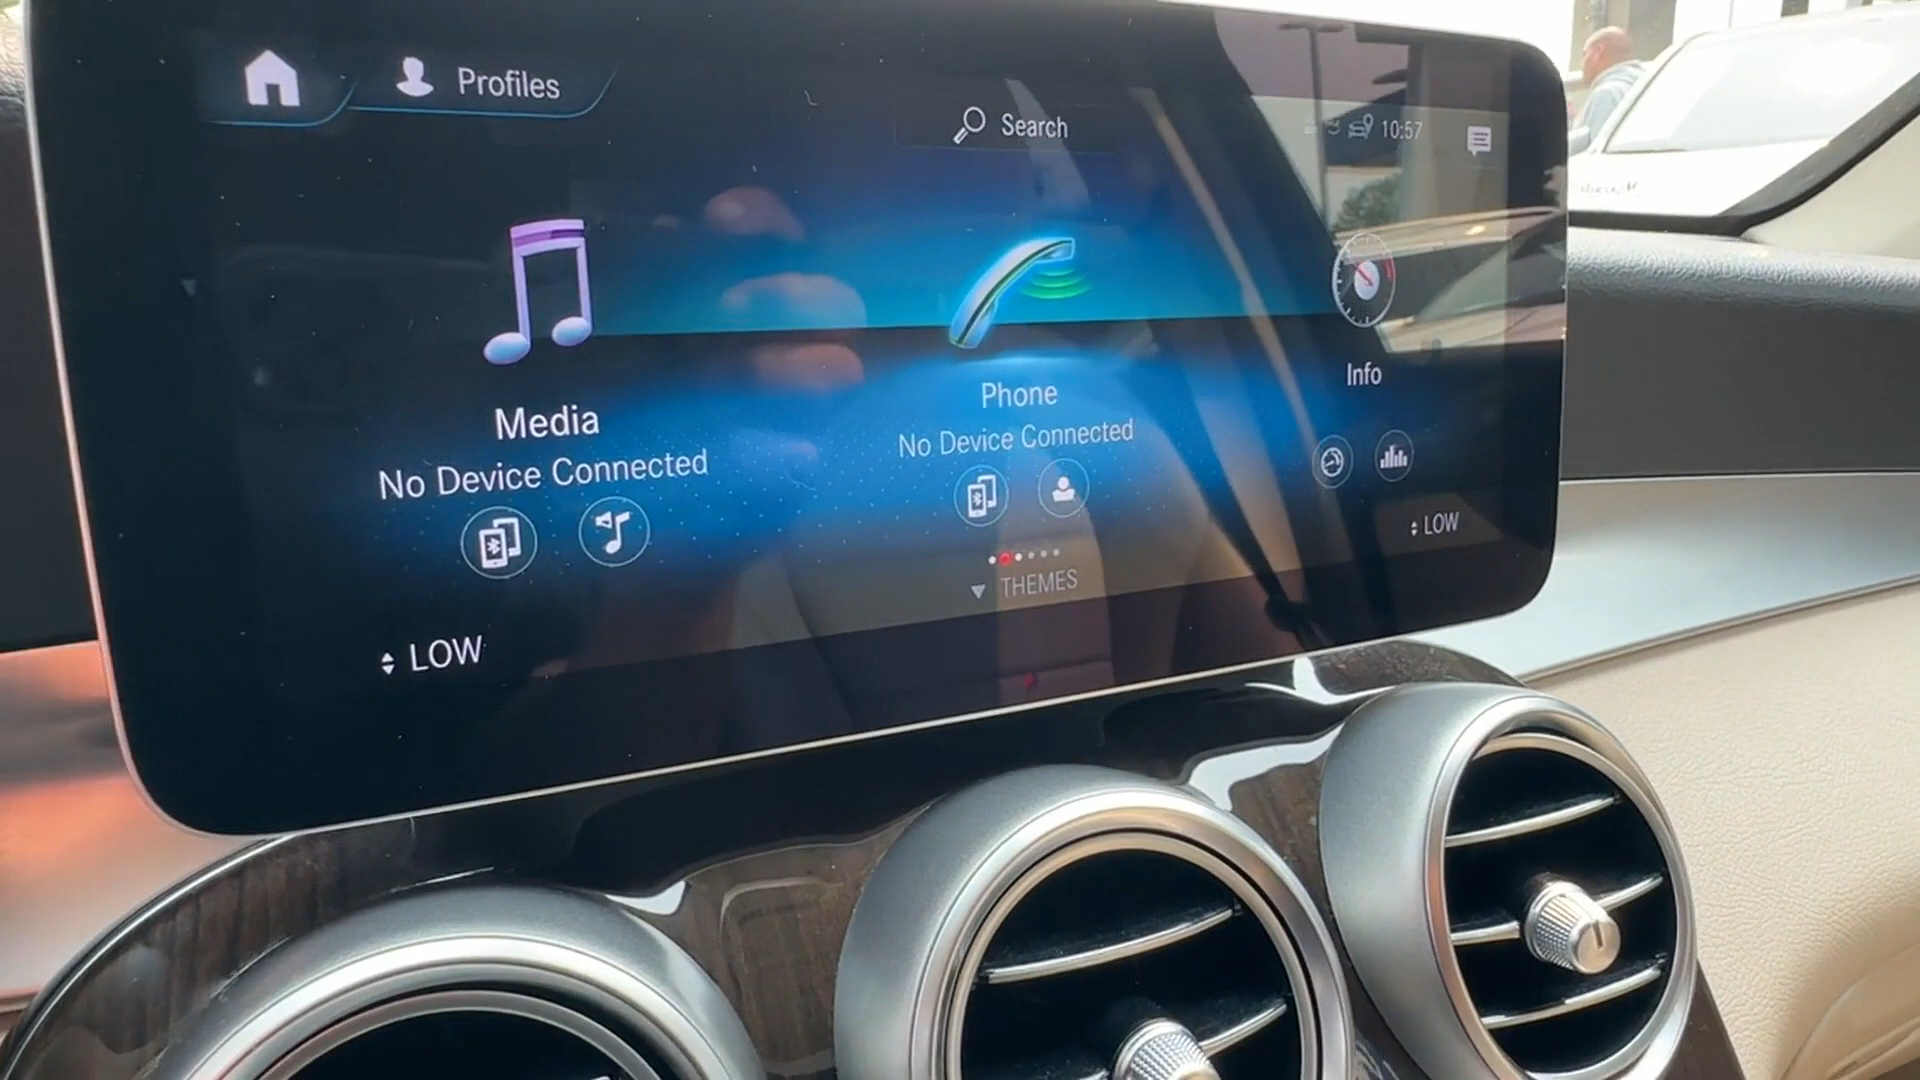 Profiles
Search
10:57
Media
No Device Connected
Phone
No Device Connected
Info
LOW
THEMES
LOW